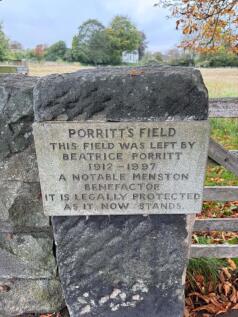 PORRITT'S FIELD
THIS FIELD WAS LEFT BY
BEATRICE PORRITT
1912-1997
A NOTABLE MENSTON
BENEFACTOR
IT IS LEGALLY PROTECTED
AS IT NOW STANDS.